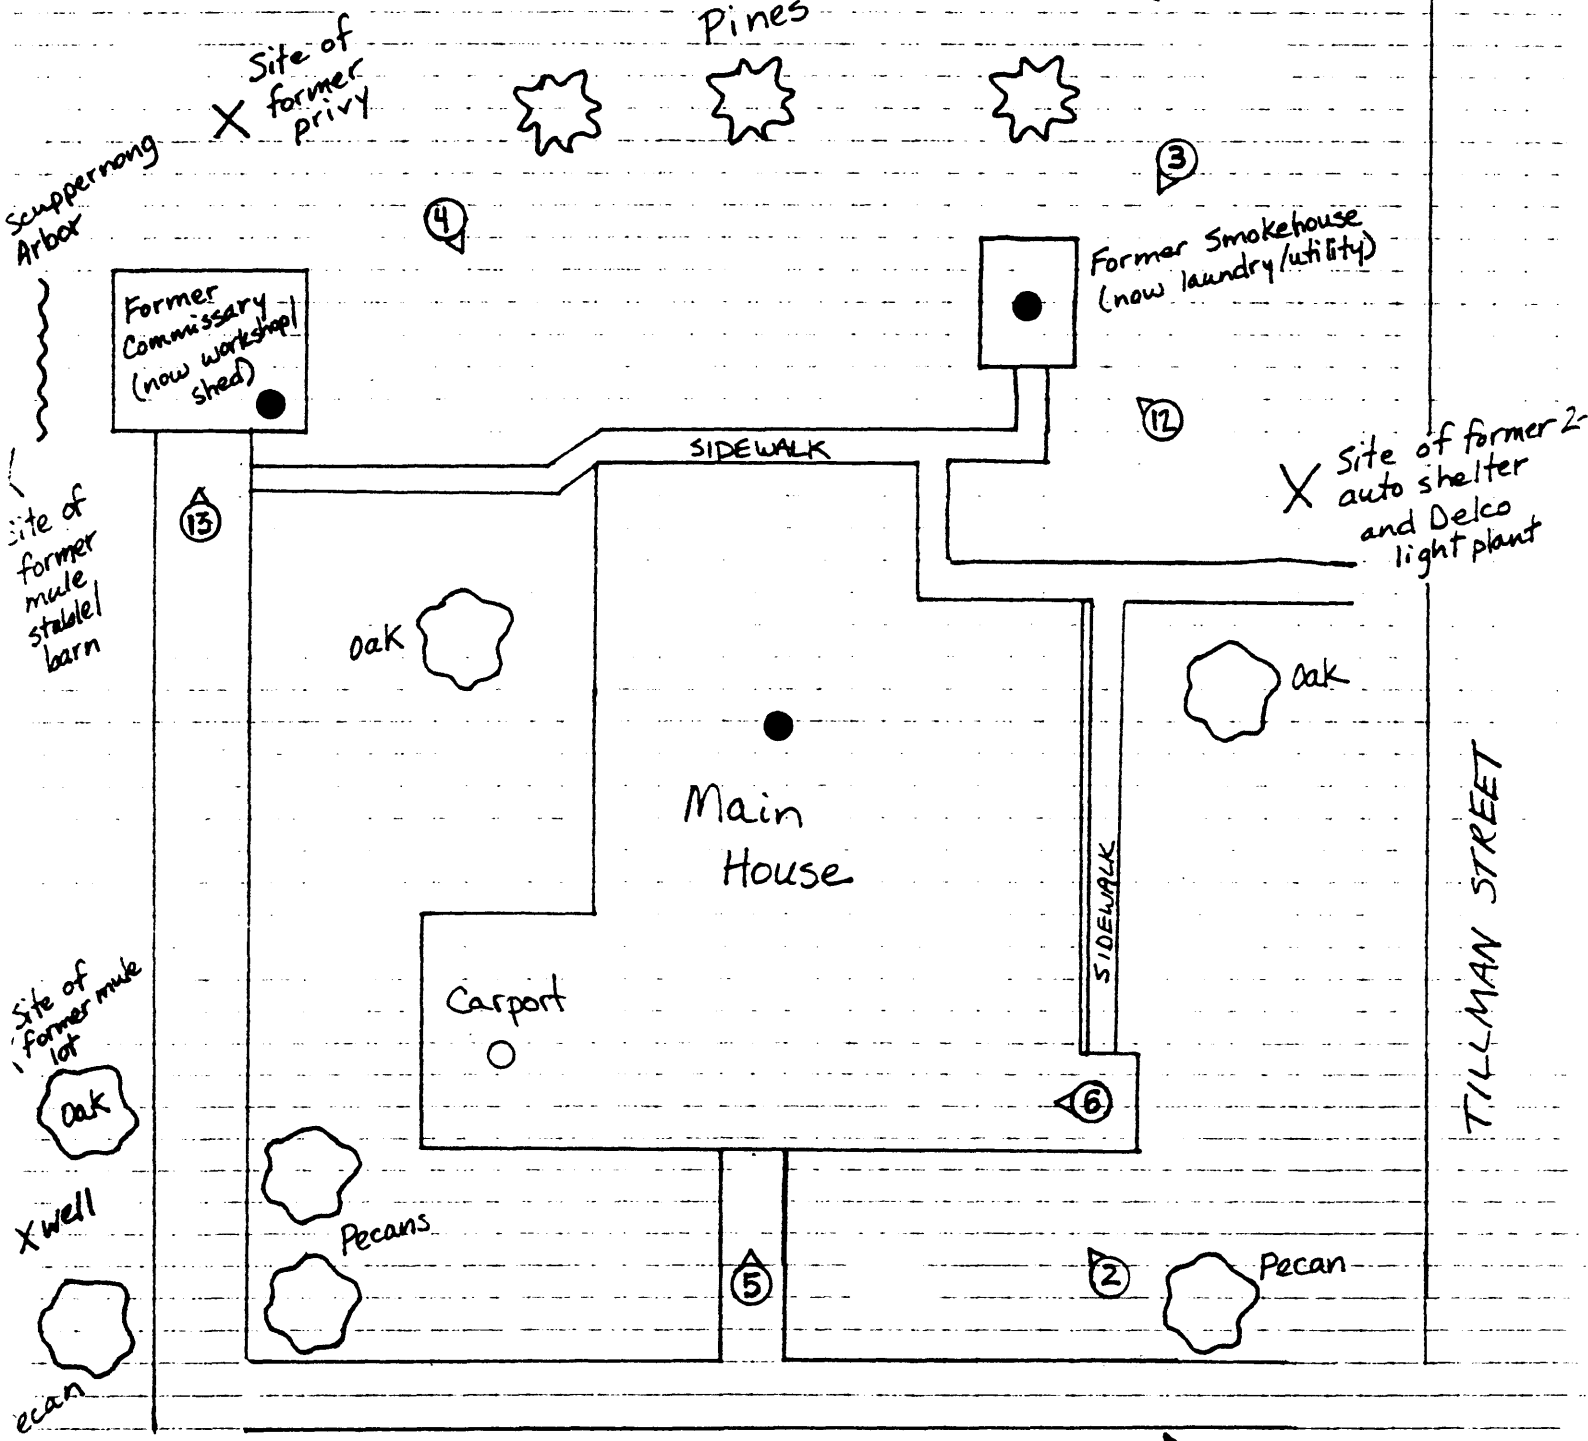 Pines
Site of
former
privy
X
scuppernong
Arbor
3
4
Former Smokehouse
(now laundry/utility)
Former
Commissary
(now workshop/
shed)
12
SIDEWALK
X
Site of former 2-
auto shelter
and Delco
light plant
13
site of
former
mule
stable/
barn
Oak
Oak
Main
House
SIDEWALK
TILLMAN STREET
Site of
former mule
lot
Carport
Oak
6
X well
Pecans
5
2
Pecan
ecan